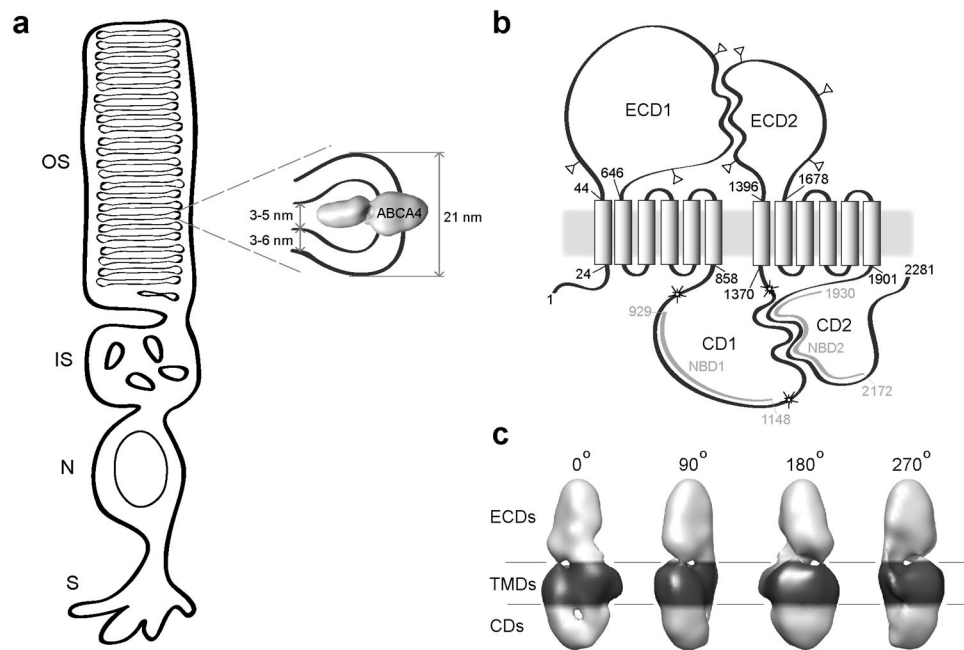 a
OS
IS
N
S
3-5 nm
3-6 nm
ABCA4
21 nm
b
ECD1
ECD2
44
646
1396
1678
1
24
858
1370
1901
2281
929
1930
CD1
CD2
NBD1
NBD2
1148
2172
c
0° 90° 180° 270°
ECDs
TMDs
CDs